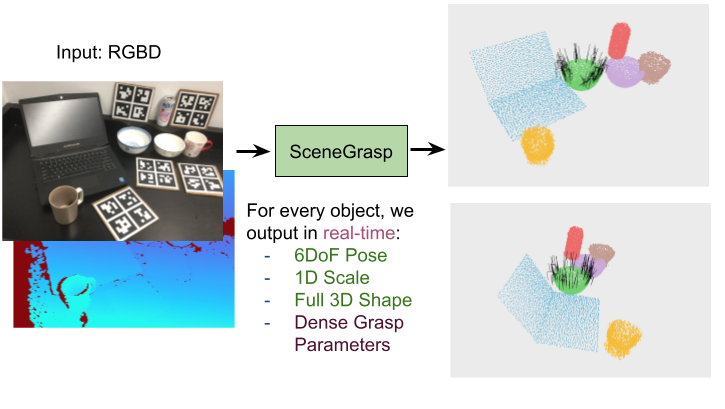 Input: RGBD
SceneGrasp
For every object, we
output in real-time:
- 6DoF Pose
- 1D Scale
- Full 3D Shape
- Dense Grasp
Parameters